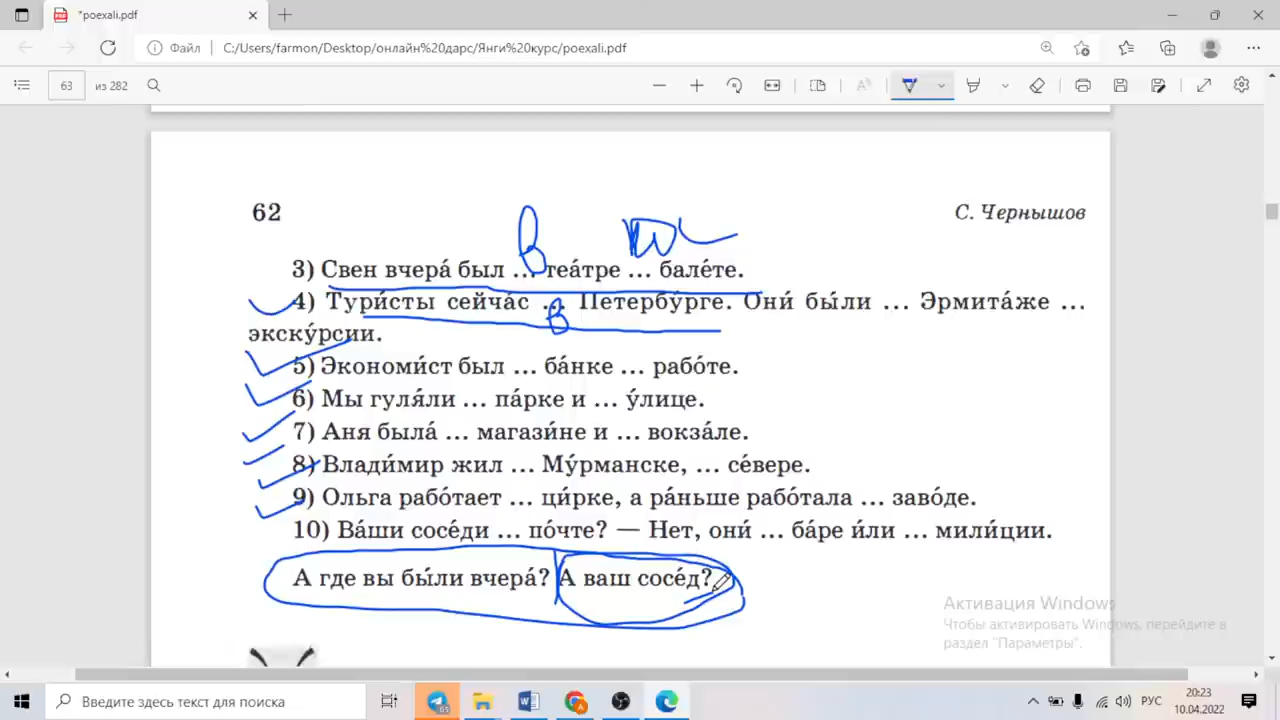 *poexali.pdf
Файл C:/Users/farmon/Desktop/онлайн%20дарс/Янги%20курс/poexali.pdf
63 из 282
62 С. Чернышов
в на
3) Свен вчера́ был ... теа́тре ... бале́те.
4) Тури́сты сейча́с ... Петербу́рге. Они́ бы́ли ... Эрмита́же ...
в
экску́рсии.
5) Экономи́ст был ... ба́нке ... рабо́те.
6) Мы гуля́ли ... па́рке и ... у́лице.
7) Аня была́ ... магази́не и ... вокза́ле.
8) Влади́мир жил ... Му́рманске, ... се́вере.
9) Ольга рабо́тает ... ци́рке, а ра́ньше рабо́тала ... заво́де.
10) Ва́ши сосе́ди ... по́чте? — Нет, они́ ... ба́ре и́ли ... мили́ции.
А где вы бы́ли вчера́? А ваш сосе́д?
Активация Windows
Чтобы активировать Windows, перейдите в
раздел "Параметры".
Введите здесь текст для поиска
РУС
20:23
10.04.2022